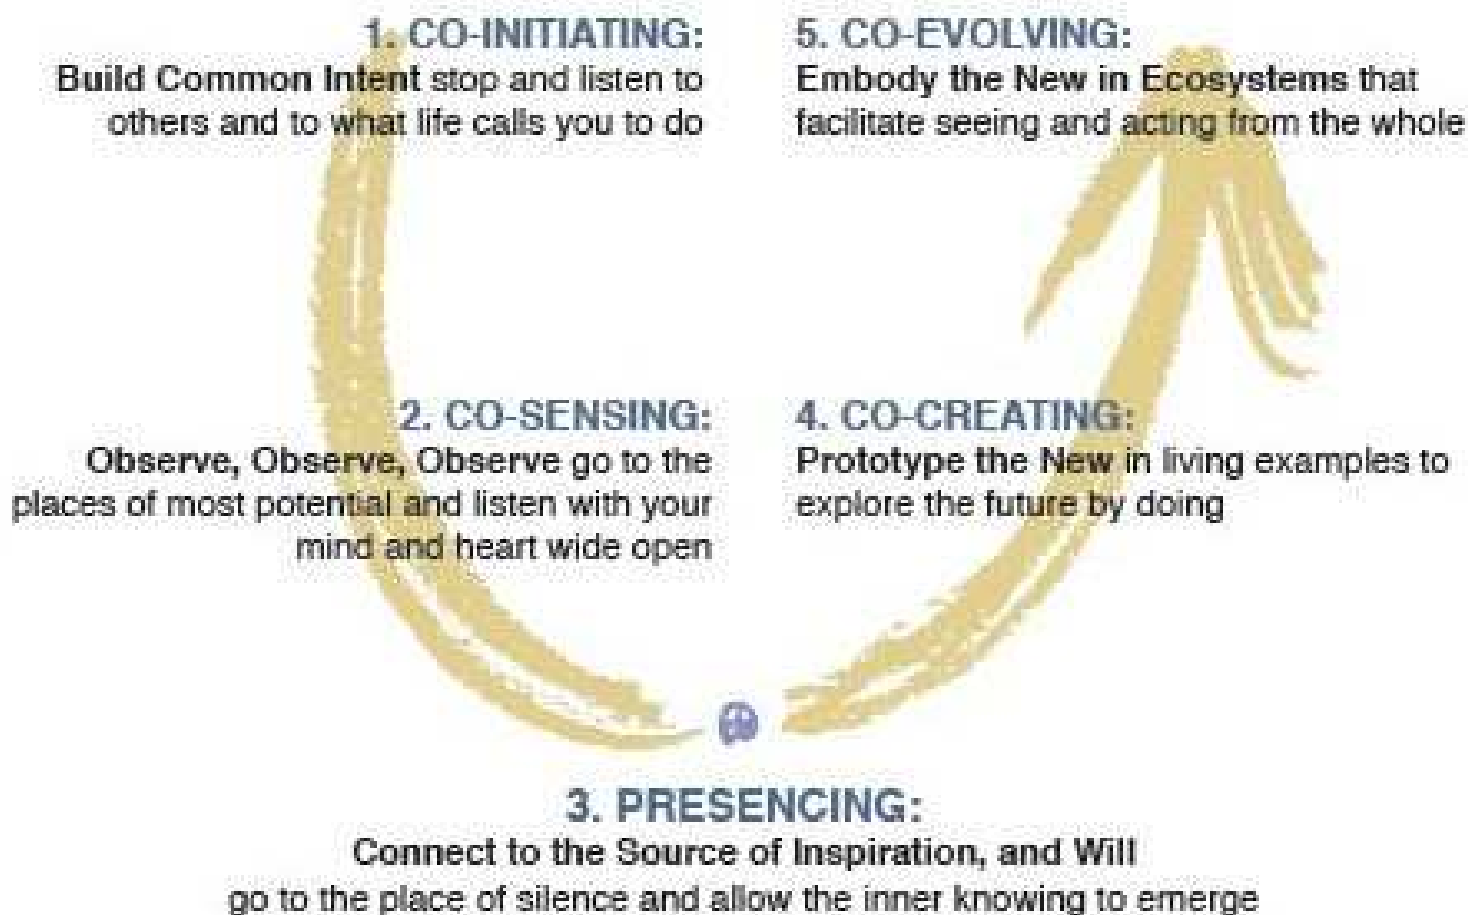 1. CO-INITIATING:
Build Common Intent stop and listen to
others and to what life calls you to do
2. CO-SENSING:
Observe, Observe, Observe go to the
places of most potential and listen with your
mind and heart wide open
3. PRESENCING:
Connect to the Source of Inspiration, and Will
go to the place of silence and allow the inner knowing to emerge
4. CO-CREATING:
Prototype the New in living examples to
explore the future by doing
5. CO-EVOLVING:
Embody the New in Ecosystems that
facilitate seeing and acting from the whole